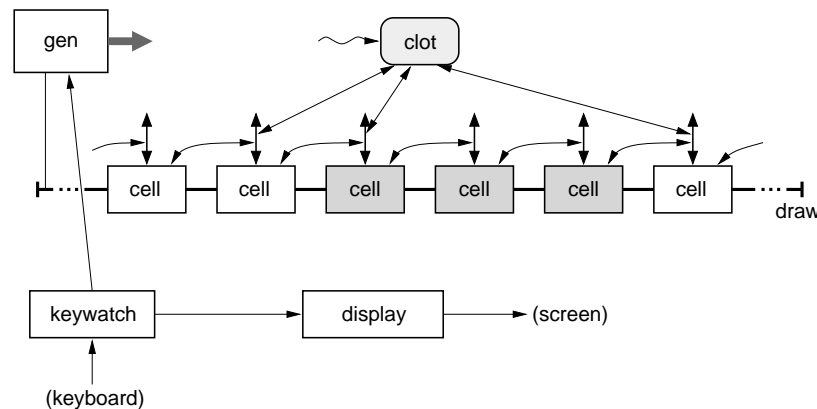 gen
clot
cell cell cell cell cell cell
draw
keywatch display (screen)
(keyboard)